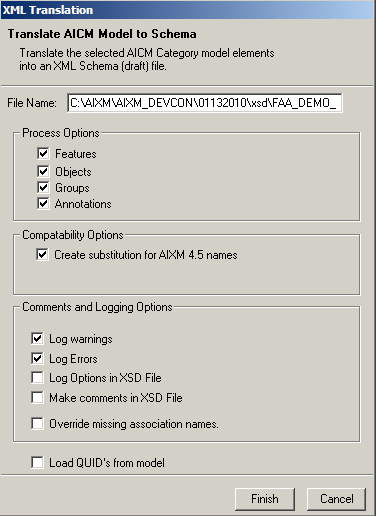 XML Translation
Translate AICM Model to Schema
Translate the selected AICM Category model elements
into an XML Schema (draft) file.
File Name: C:\AIXM\AIXM_DEVCON\01132010\xsd\FAA_DEMO_
Process Options
Features
Objects
Groups
Annotations
Compatability Options
Create substitution for AIXM 4.5 names
Comments and Logging Options
Log warnings
Log Errors
Log Options in XSD File
Make comments in XSD File
Override missing association names.
Load QUID's from model
Finish Cancel